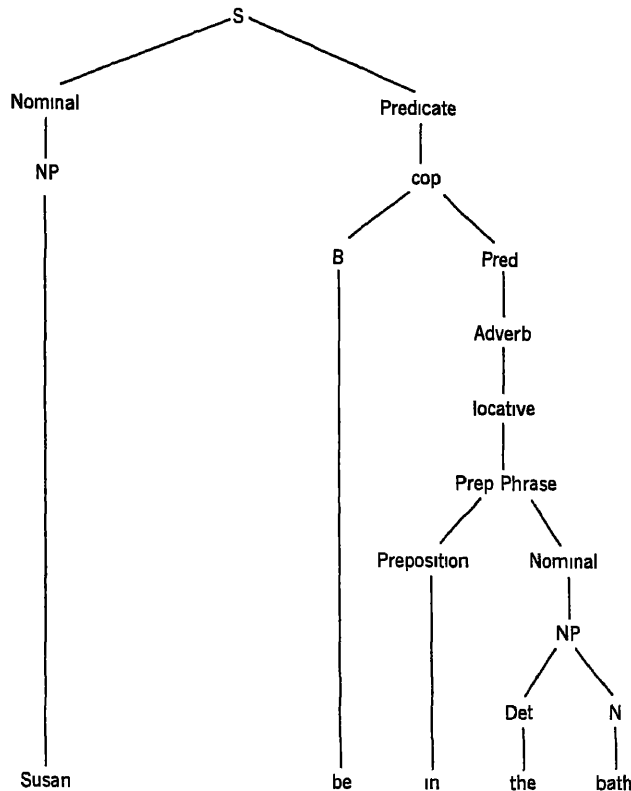 S
Nominal Predicate
NP cop
B Pred
Adverb
locative
Prep Phrase
Preposition Nominal
NP
Det N
Susan be in the bath